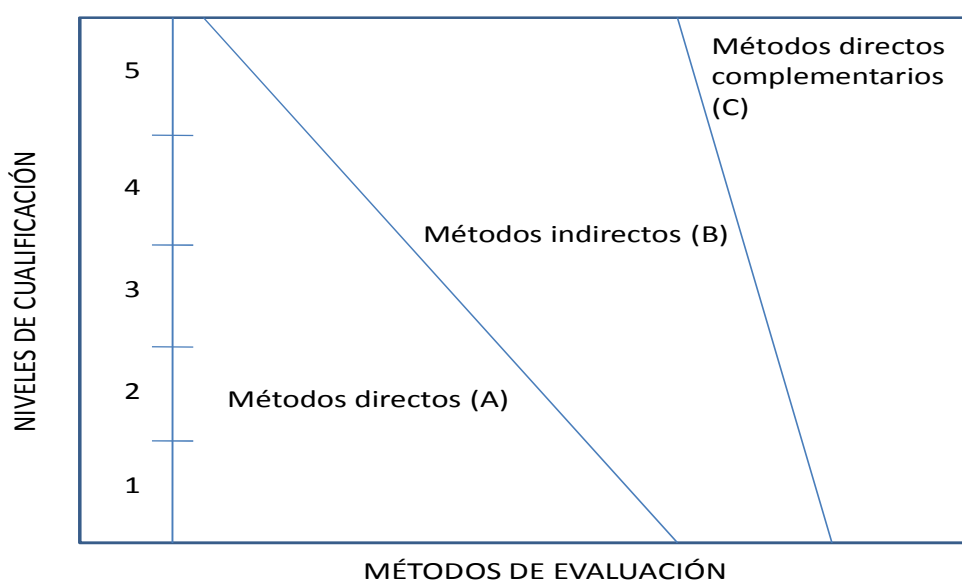 NIVELES DE CUALIFICACIÓN
5
4
3
2
1
Métodos directos
complementarios
(C)
Métodos indirectos (B)
Métodos directos (A)
MÉTODOS DE EVALUACIÓN